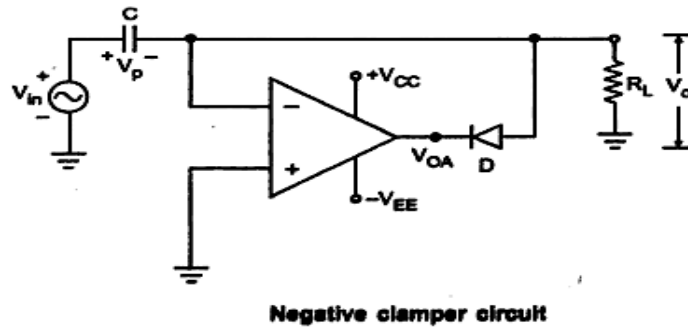 C
+ Vp −
Vin
+
−
−
+
+VCC
−VEE
VOA
D
RL
Negative clamper circuit